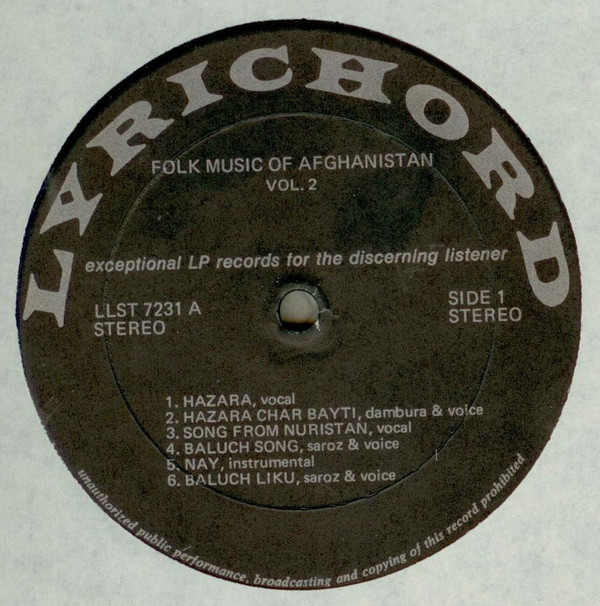 LYRICHORD
FOLK MUSIC OF AFGHANISTAN
VOL. 2
exceptional LP records for the discerning listener
LLST 7231 A
STEREO
SIDE 1
STEREO
1. HAZARA, vocal
2. HAZARA CHAR BAYTI, dambura & voice
3. SONG FROM NURISTAN, vocal
4. BALUCH SONG, saroz & voice
5. NAY, instrumental
6. BALUCH LIKU, saroz & voice
unauthorized public performance, broadcasting and copying of this record prohibited